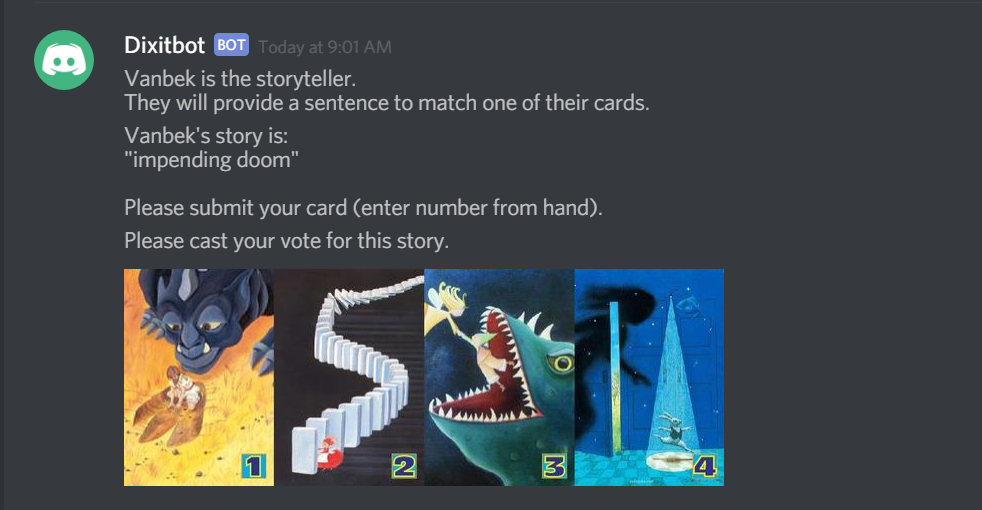 Dixitbot BOT Today at 9:01 AM
Vanbek is the storyteller.
They will provide a sentence to match one of their cards.
Vanbek's story is:
"impending doom"
Please submit your card (enter number from hand).
Please cast your vote for this story.
1 2 3 4